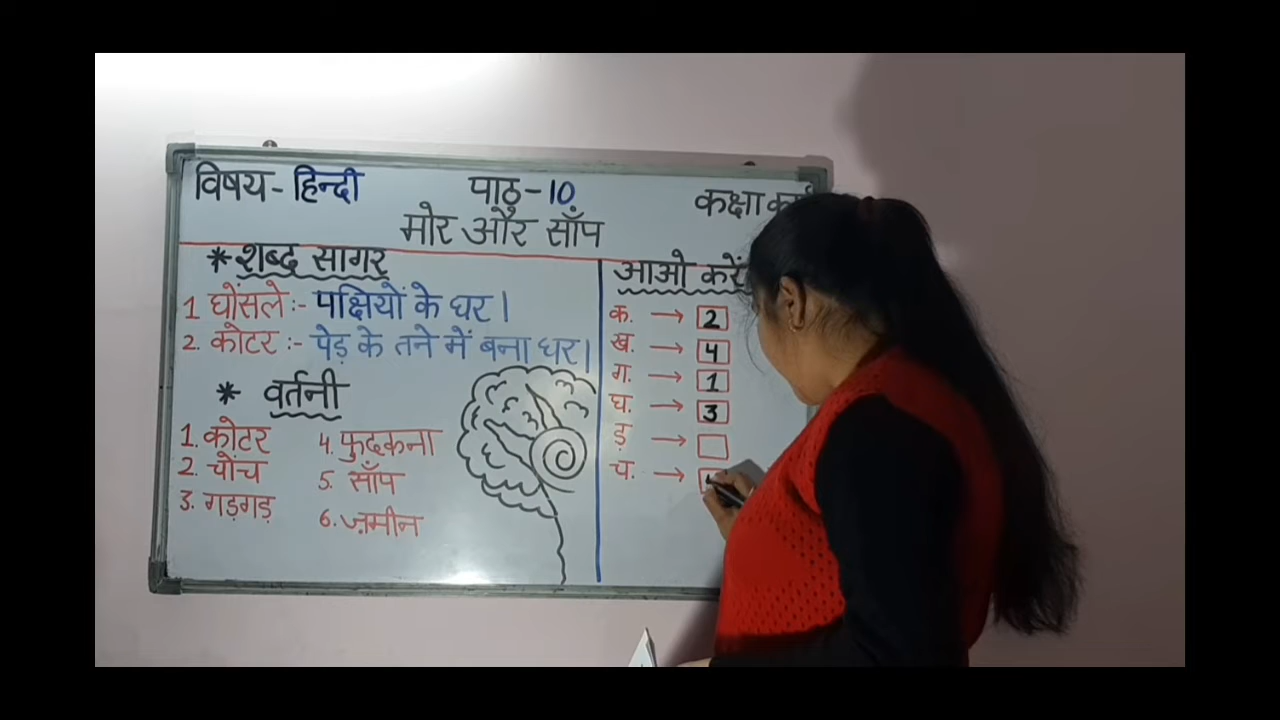 विषय- हिन्दी पाठ-10 कक्षा
मोर और साँप
* शब्द सागर
1 घोंसले :- पक्षियों के घर।
2. कोटर :- पेड़ के तने में बना घर।
* वर्तनी
1. कोटर 4. फुदकना
2. चोंच 5. साँप
3. गड़गड़ 6. ज़मीन
आओ करें
क. → 2
ख. → 4
ग. → 1
घ. → 3
ड़ →
च. →